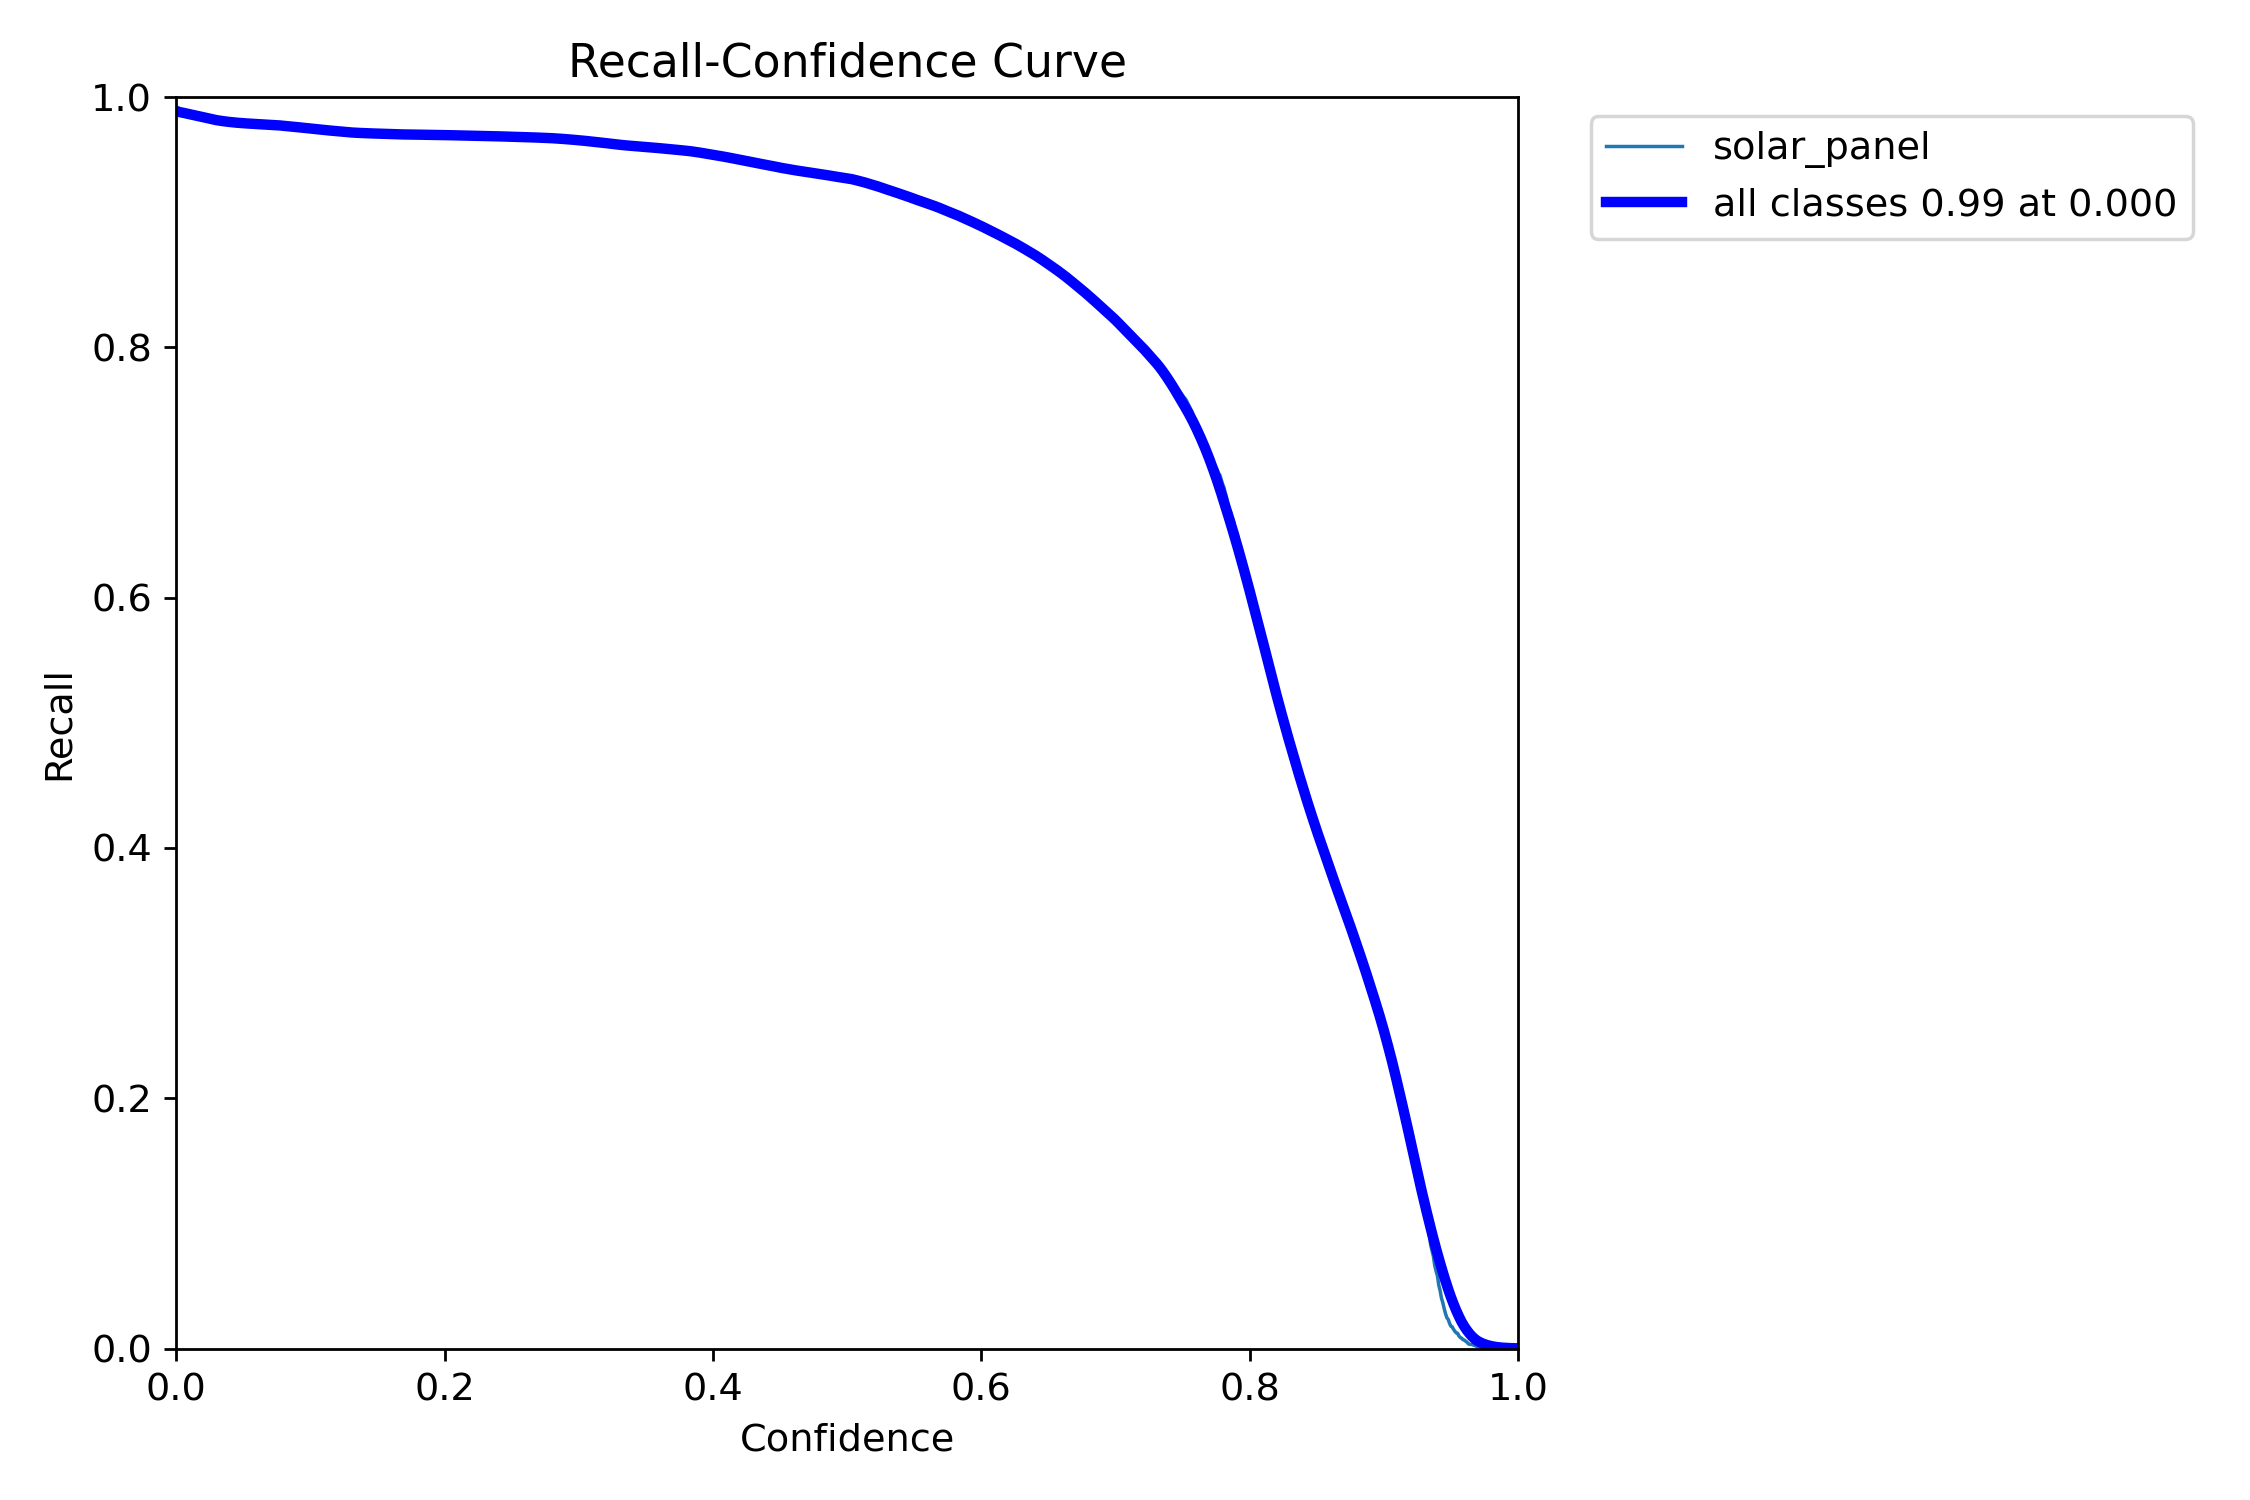 Recall-Confidence Curve
1.0
0.8
0.6
0.4
0.2
0.0
Recall
0.0 0.2 0.4 0.6 0.8 1.0
Confidence
solar_panel
all classes 0.99 at 0.000